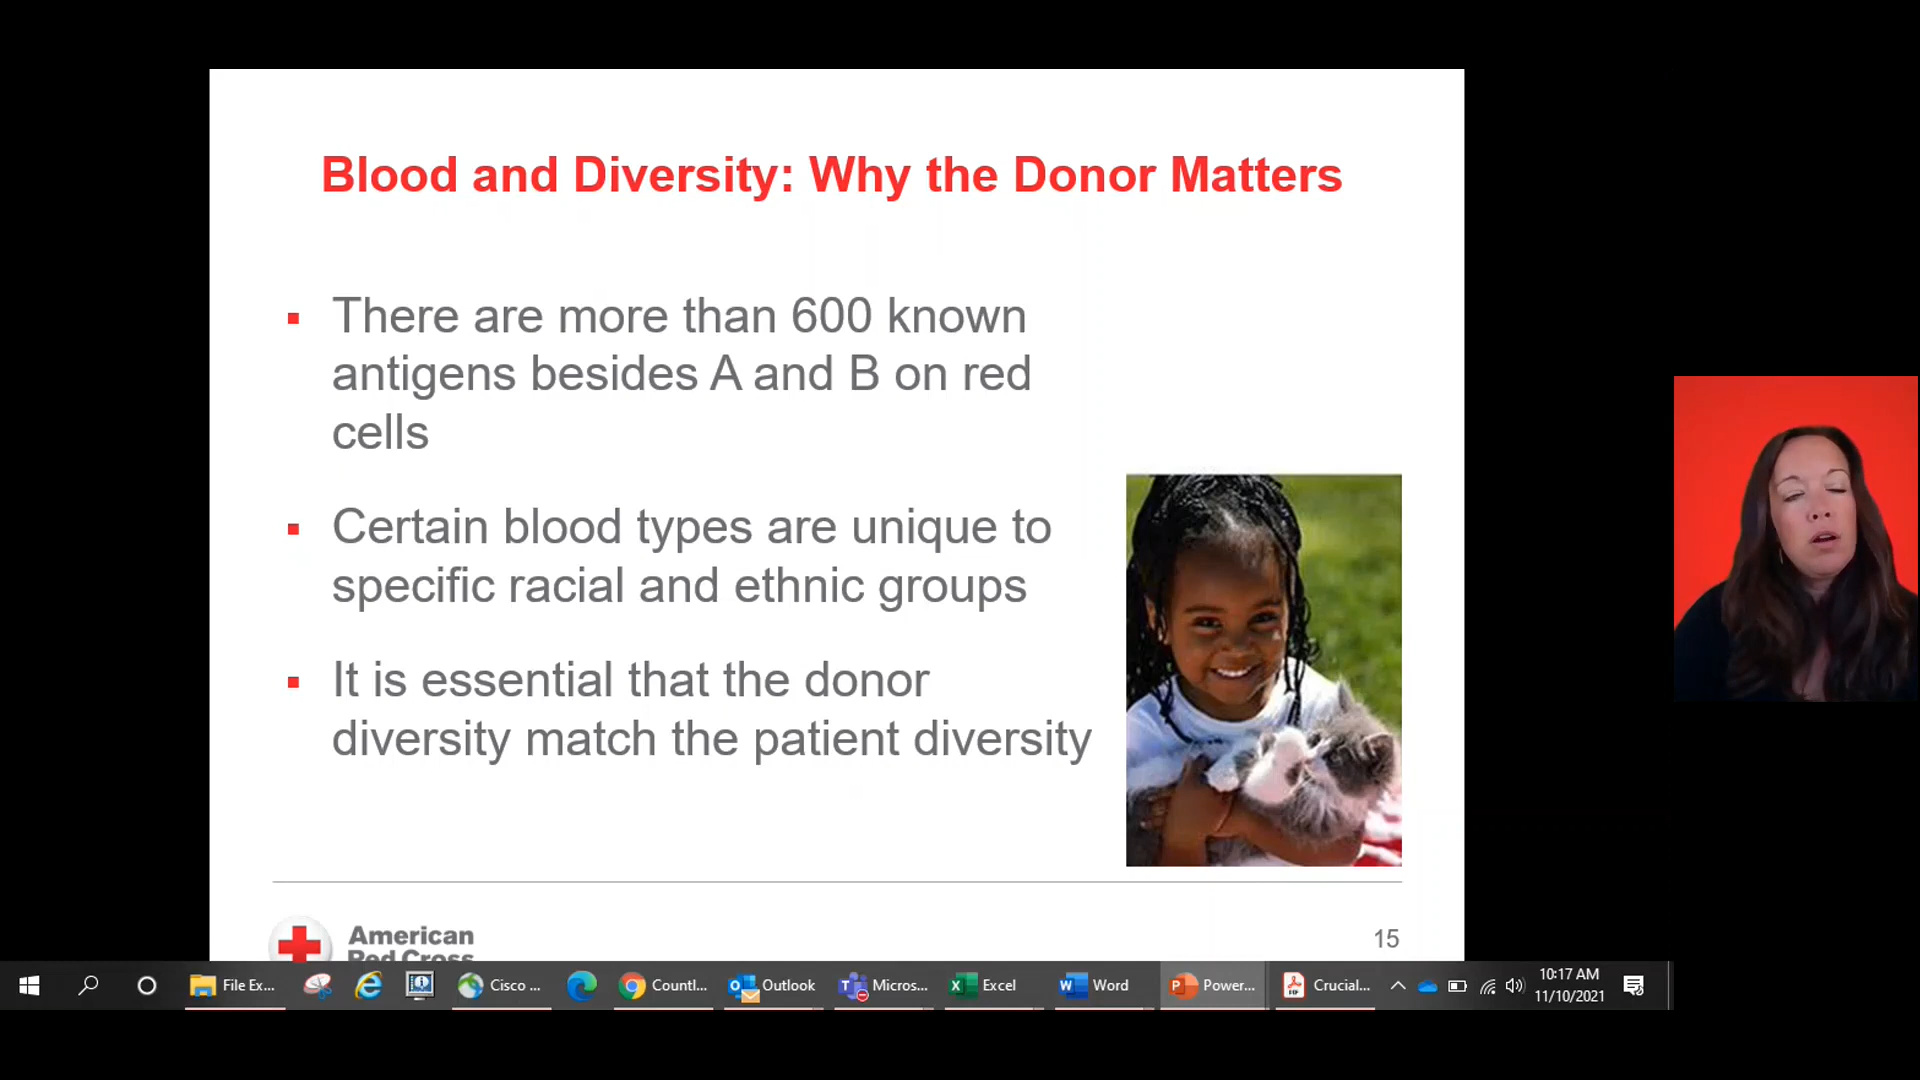 Blood and Diversity: Why the Donor Matters
▪ There are more than 600 known
antigens besides A and B on red
cells
▪ Certain blood types are unique to
specific racial and ethnic groups
▪ It is essential that the donor
diversity match the patient diversity
American
Red Cross
15
File Ex...
Cisco ...
Countl...
Outlook
Micros...
Excel
Word
Power...
Crucial...
10:17 AM
11/10/2021